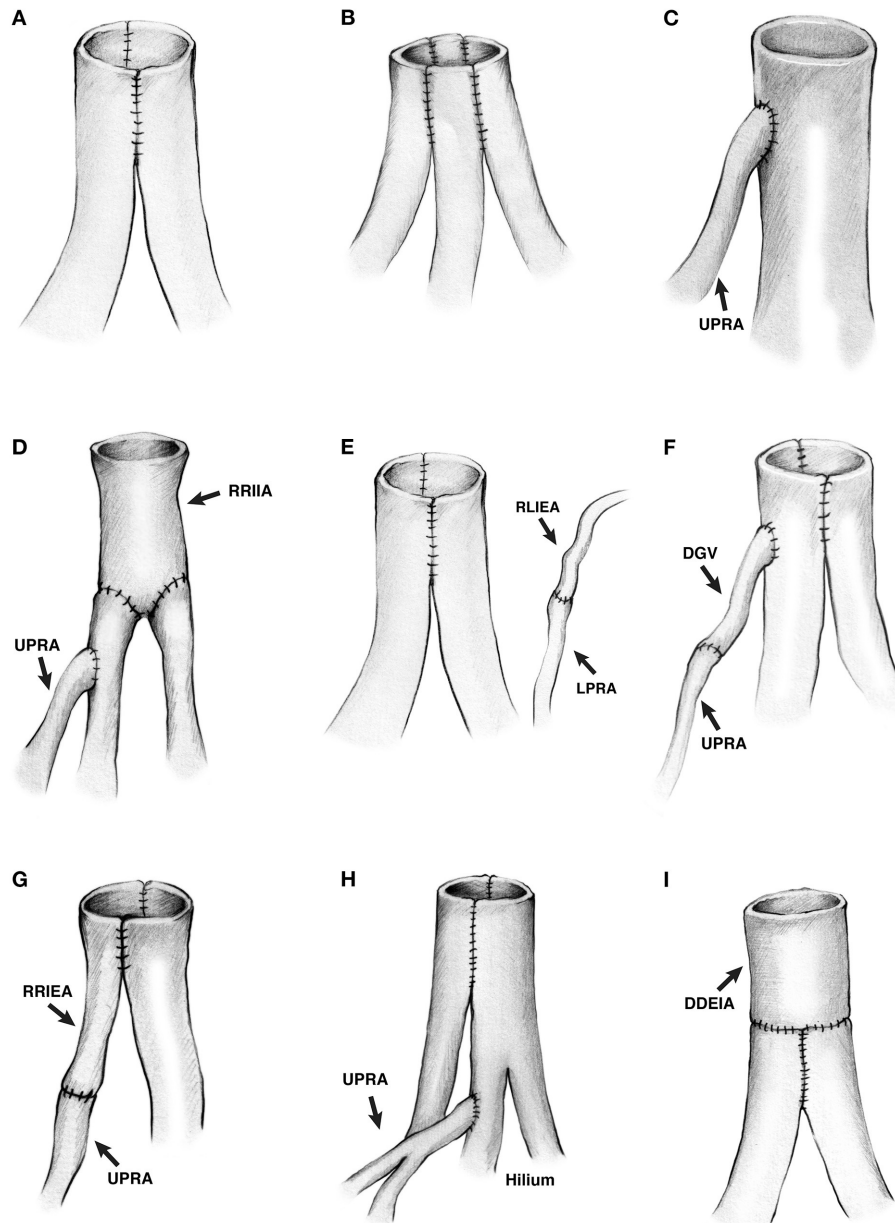 A
B
C
UPRA
D
RRIIA
UPRA
E
RLIEA
LPRA
F
DGV
UPRA
G
RRIEA
UPRA
H
UPRA
Hilium
I
DDEIA